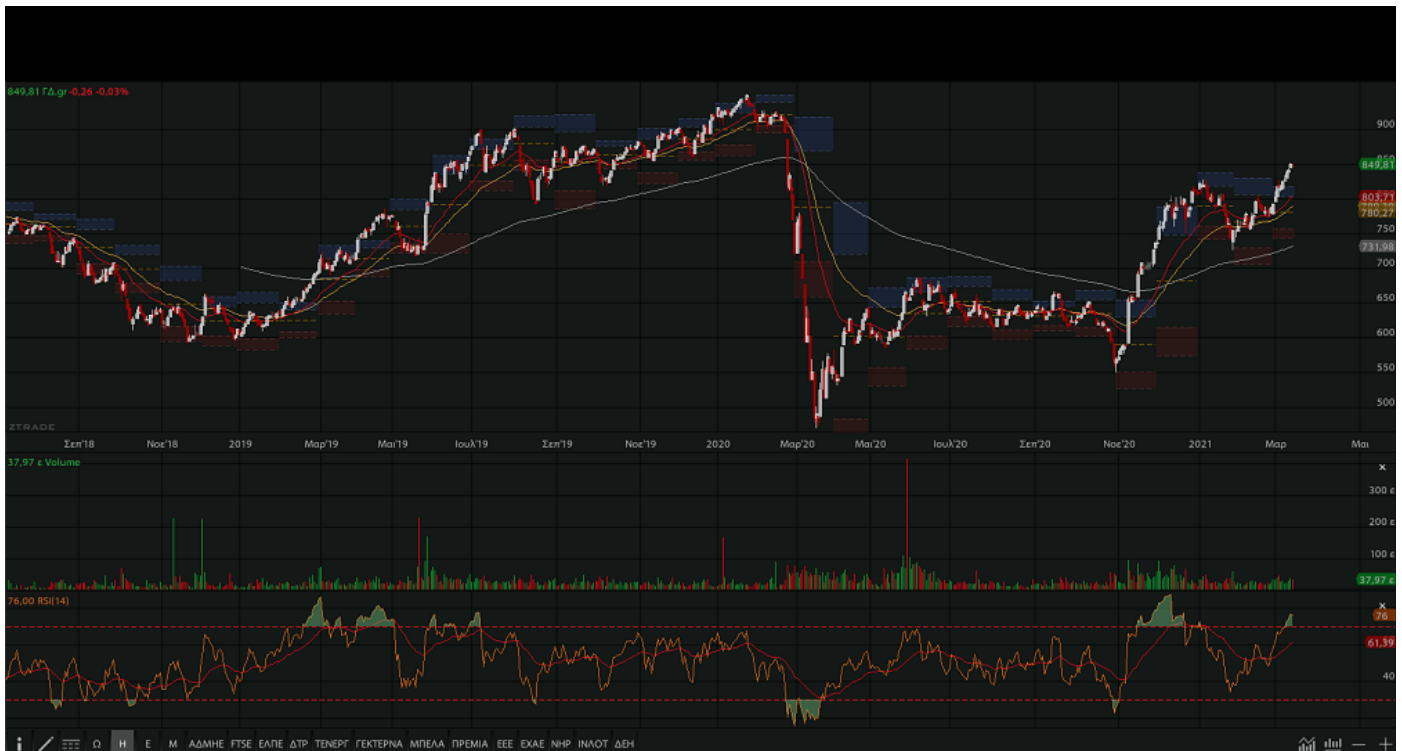 849,81 ΓΔ.gr -0,26 -0,03%
900
849,81
803,71
780,27
750
731,98
700
650
600
550
500
ZTRADE
Σεπ'18 Νοε'18 2019 Μαρ'19 Μαι'19 Ιουλ'19 Σεπ'19 Νοε'19 2020 Μαρ'20 Μαι'20 Ιουλ'20 Σεπ'20 Νοε'20 2021 Μαρ Μαι
37,97 ε Volume
300 ε
200 ε
100 ε
37,97 ε
76,00 RSI(14)
76
61,39
40
Ω Η Ε Μ ΑΔΜΗΕ FTSE ΕΛΠΕ ΔΤΡ ΤΕΝΕΡΓ ΓΕΚΤΕΡΝΑ ΜΠΕΛΑ ΠΡΕΜΙΑ ΕΕΕ ΕΧΑΕ ΝΗΡ ΙΝΛΟΤ ΔΕΗ